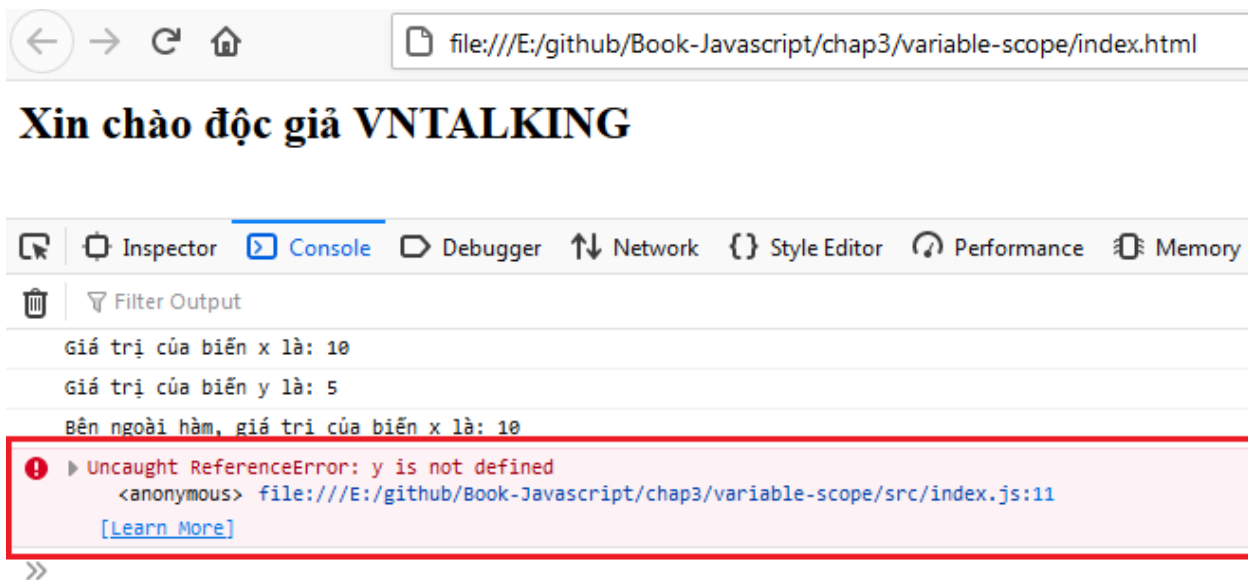 file:///E:/github/Book-Javascript/chap3/variable-scope/index.html
Xin chào độc giả VNTALKING
Inspector Console Debugger Network Style Editor Performance Memory
Filter Output
Giá trị của biến x là: 10
Giá trị của biến y là: 5
Bên ngoài hàm, giá trị của biến x là: 10
Uncaught ReferenceError: y is not defined
<anonymous> file:///E:/github/Book-Javascript/chap3/variable-scope/src/index.js:11
[Learn More]